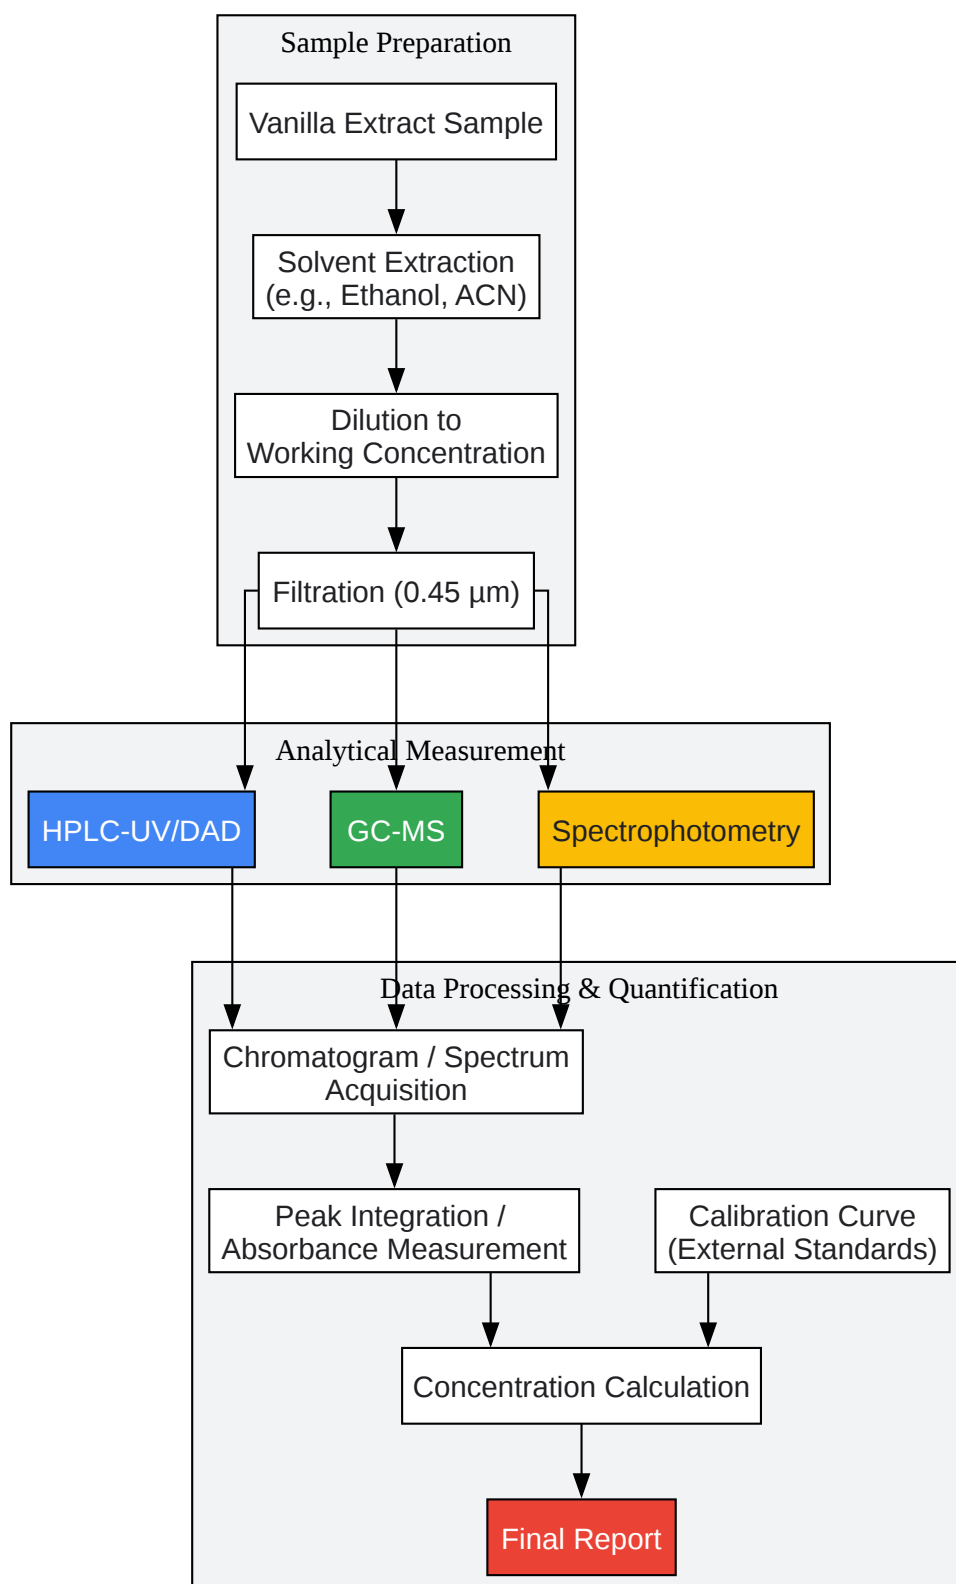 Sample Preparation
Vanilla Extract Sample
Solvent Extraction
(e.g., Ethanol, ACN)
Dilution to
Working Concentration
Filtration (0.45 µm)
Analytical Measurement
HPLC-UV/DAD
GC-MS
Spectrophotometry
Data Processing & Quantification
Chromatogram / Spectrum
Acquisition
Peak Integration /
Absorbance Measurement
Calibration Curve
(External Standards)
Concentration Calculation
Final Report